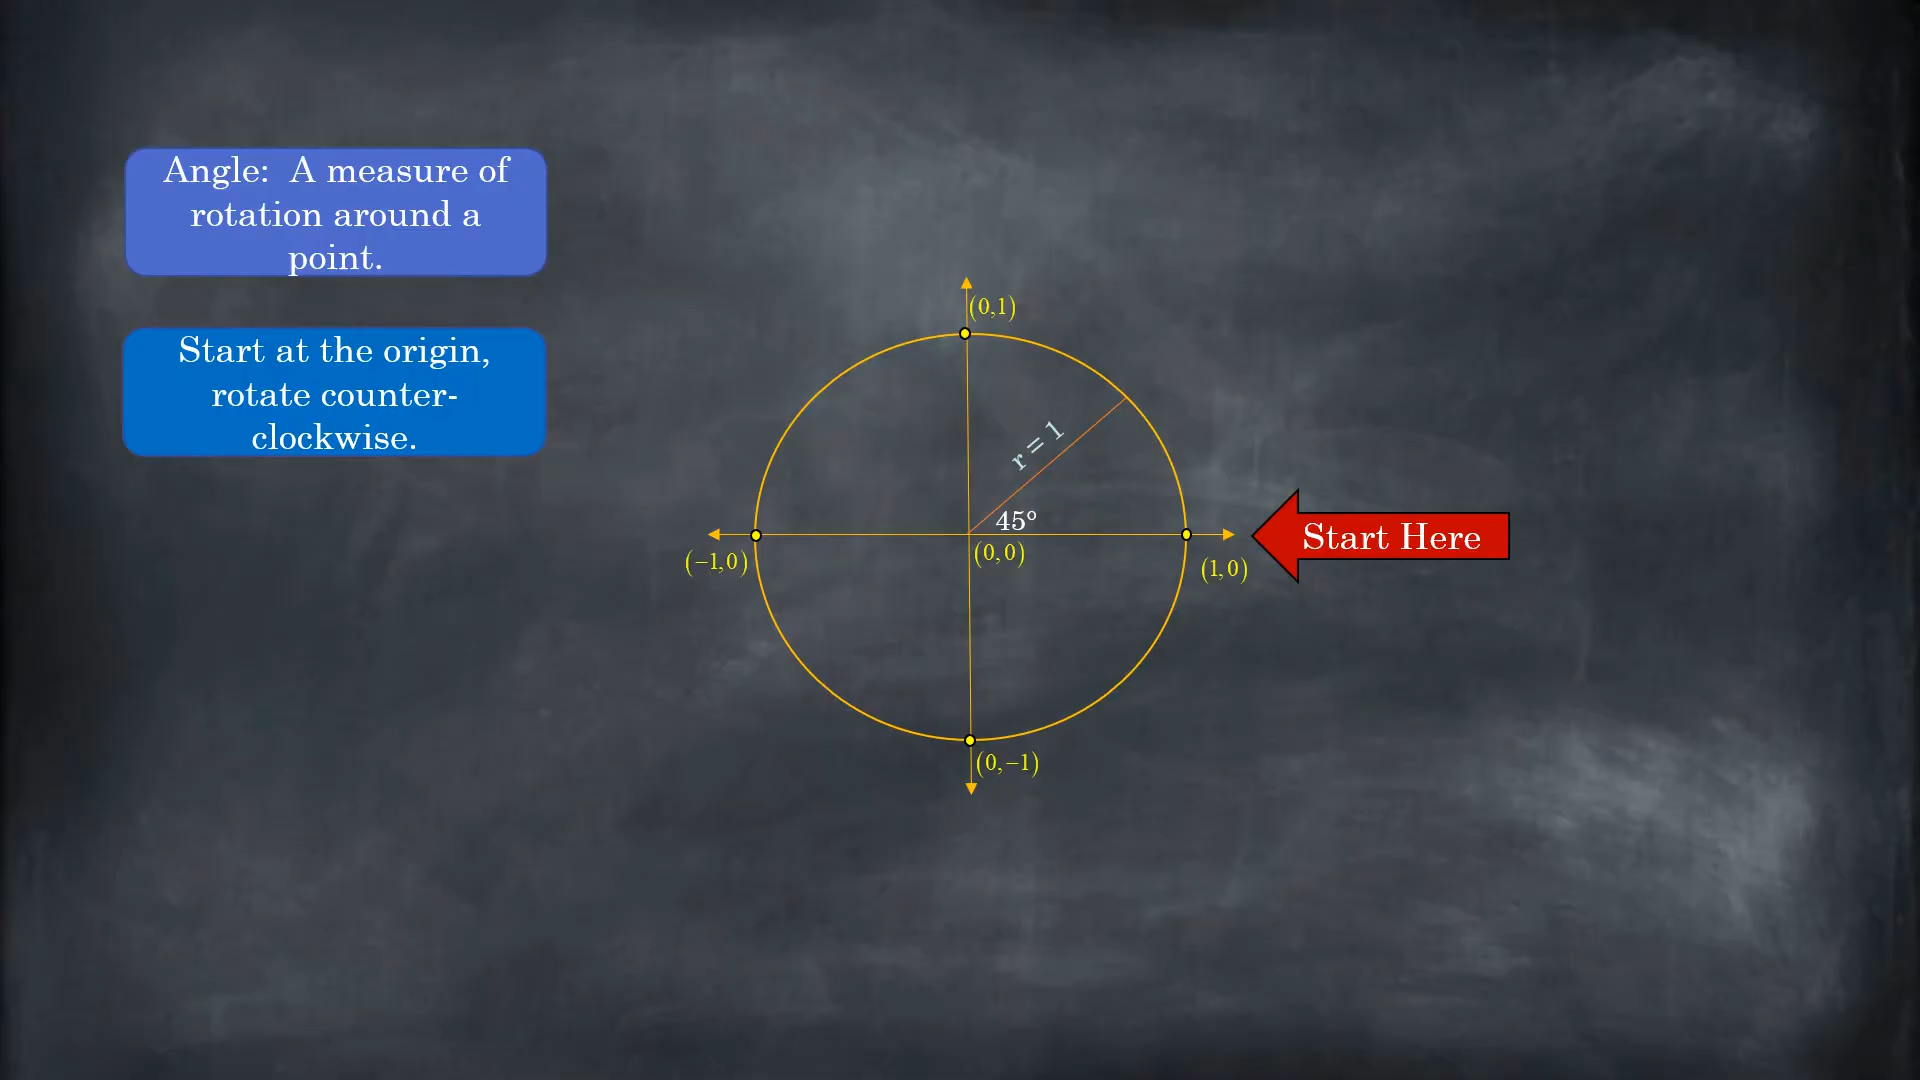 Angle:  A measure of
rotation around a
point.
Start at the origin,
rotate counter-
clockwise.
(0,1)
r = 1
45°
Start Here
(0,0)
(−1,0)
(1,0)
(0,−1)